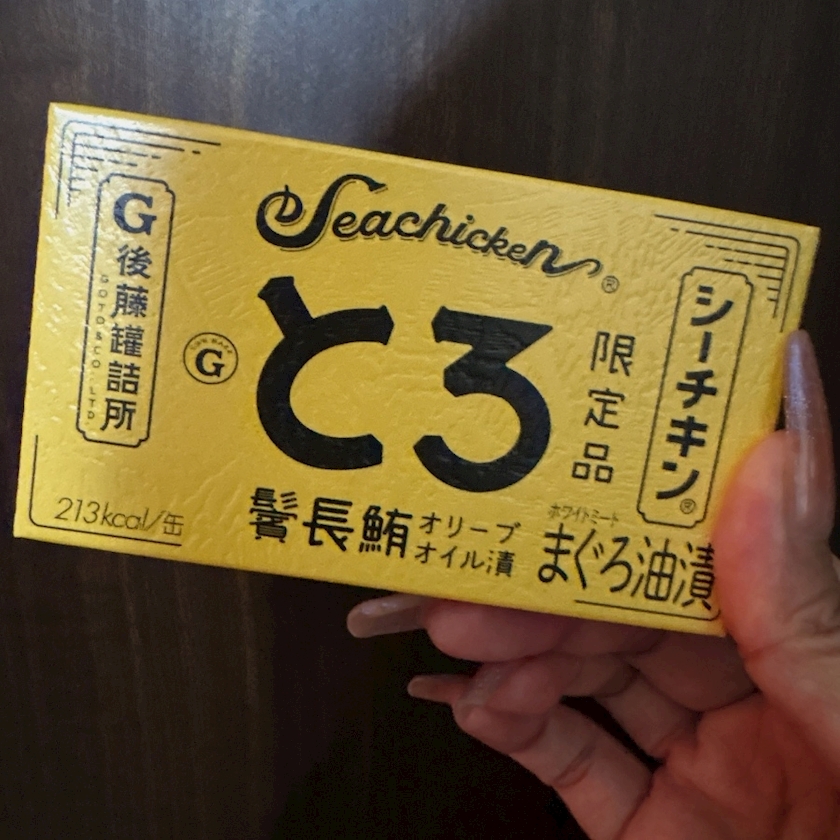 Seachicken®
G後藤罐詰所
GOTO&CO.,LTD.
G
とろ
限定品
シーチキン®
213kcal/缶
鬢長鮪
オリーブ
オイル漬
ホワイトミート
まぐろ油漬